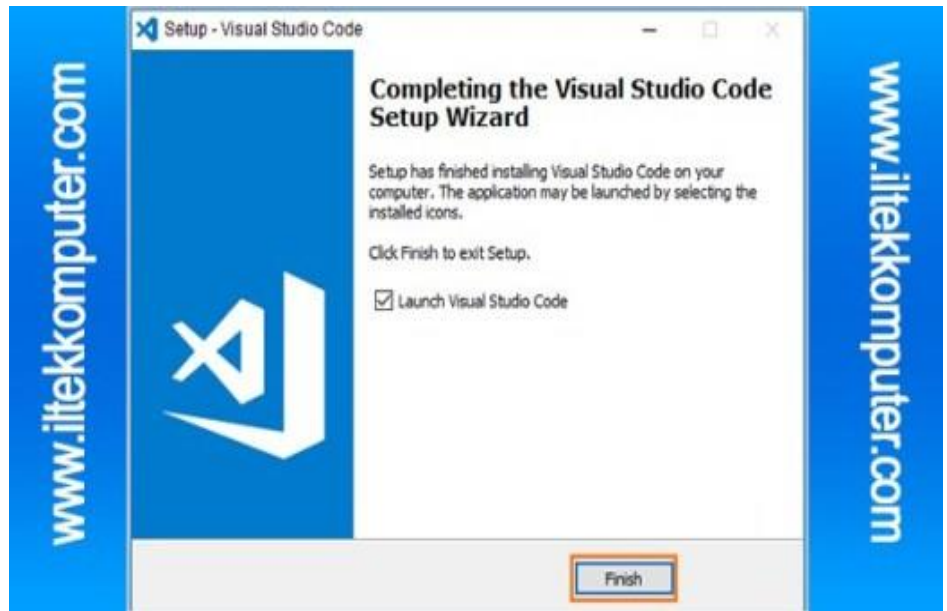 www.iltekkomputer.com
Setup - Visual Studio Code
Completing the Visual Studio Code
Setup Wizard
Setup has finished installing Visual Studio Code on your
computer. The application may be launched by selecting the
installed icons.
Click Finish to exit Setup.
Launch Visual Studio Code
Finish
www.iltekkomputer.com